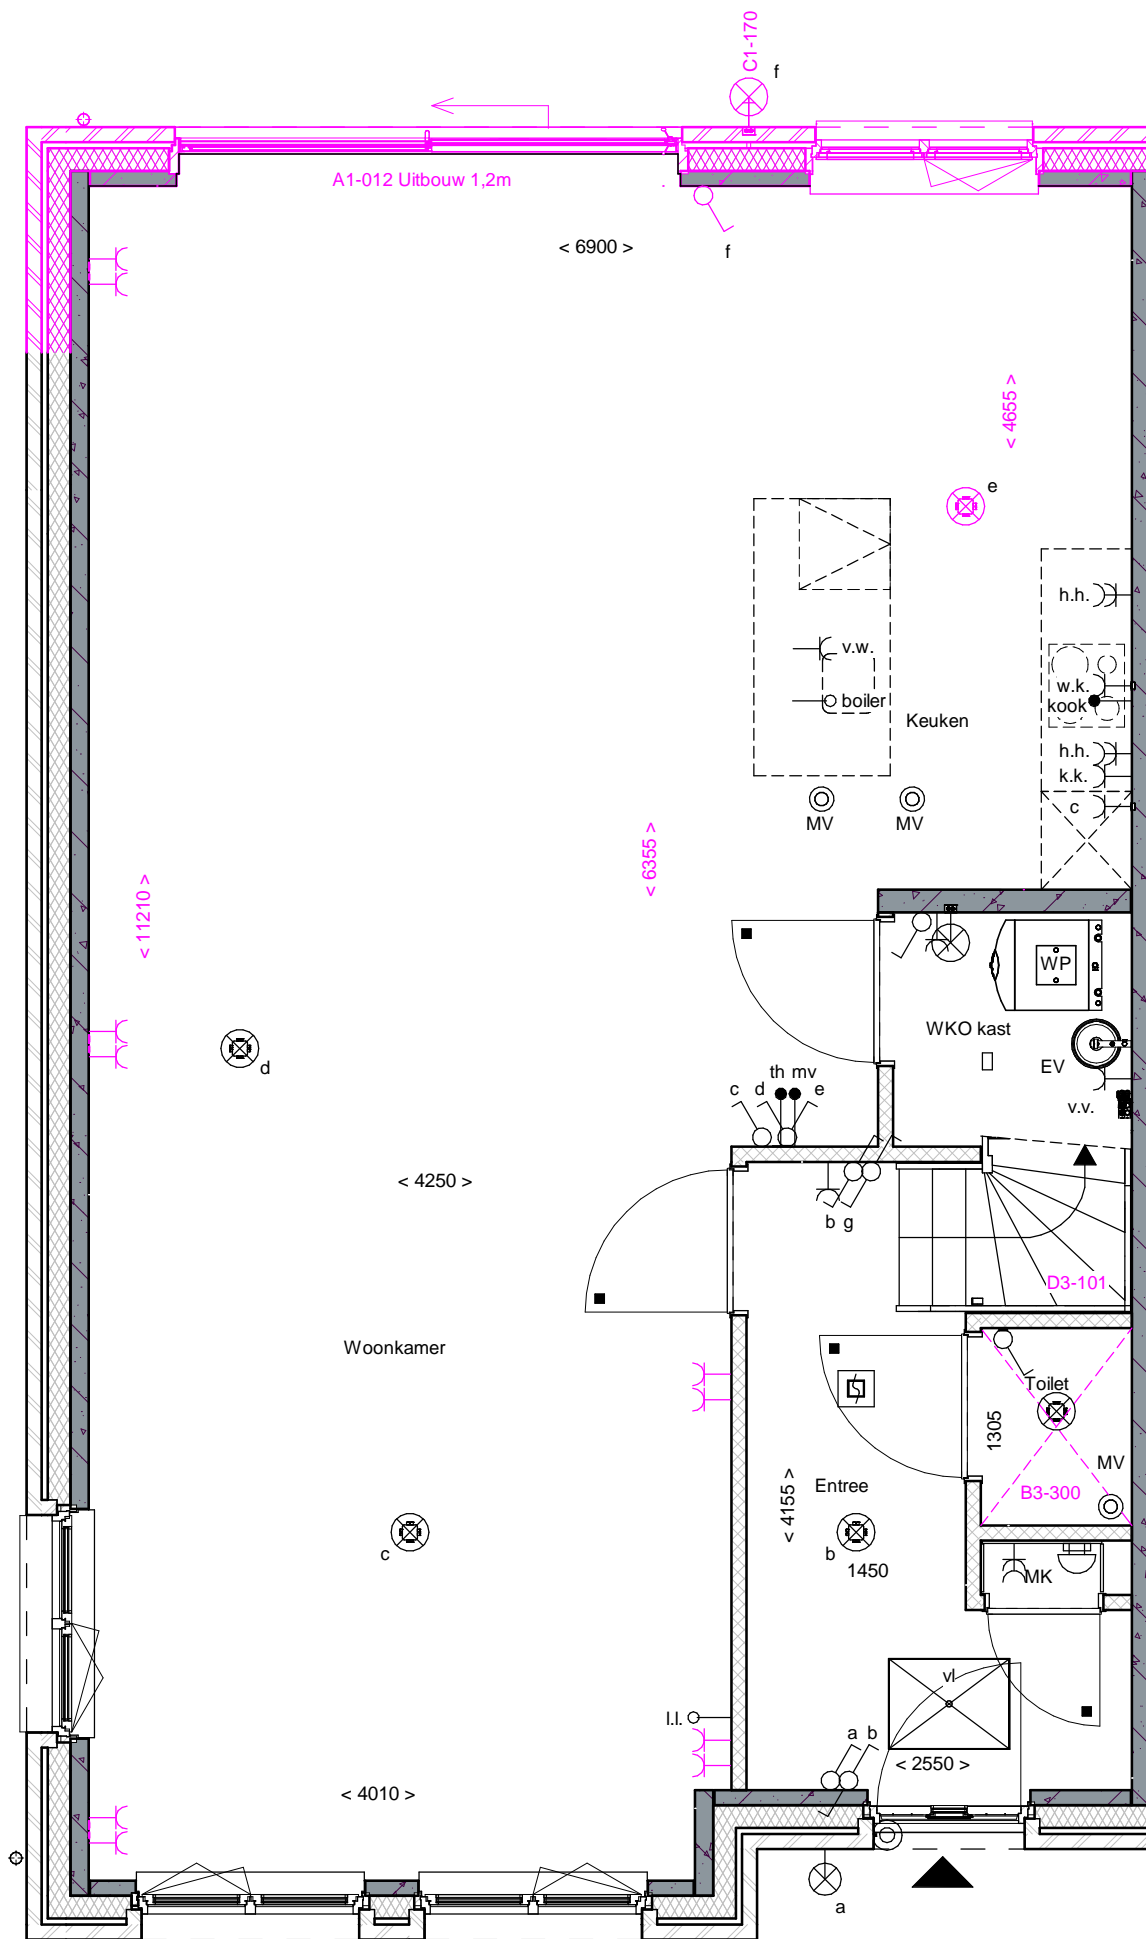 C1-170
f
A1-012 Uitbouw 1,2m
f
< 6900 >
< 4655 >
e
h.h.
v.w.
w.k.
boiler
kook
Keuken
h.h.
k.k.
c
MV
MV
< 6355 >
< 11210 >
WP
WKO kast
EV
d
th mv
c
d
e
v.v.
< 4250 >
b g
D3-101
Woonkamer
Toilet
1305
MV
Entree
B3-300
< 4155 >
c
b
1450
MK
vl
l.l.
a b
< 2550 >
< 4010 >
a